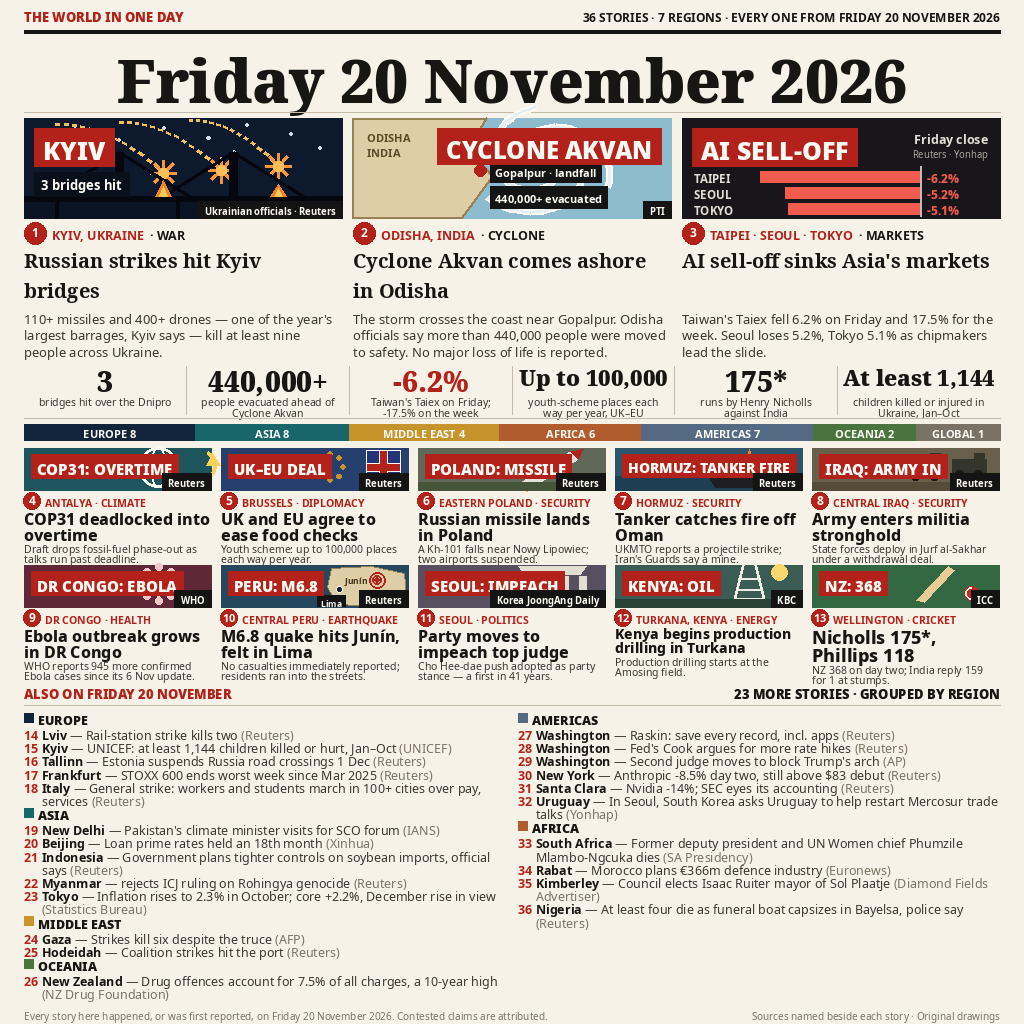 THE WORLD IN ONE DAY
36 STORIES · 7 REGIONS · EVERY ONE FROM FRIDAY 20 NOVEMBER 2026
Friday 20 November 2026
KYIV
3 bridges hit
Ukrainian officials · Reuters
ODISHA
INDIA
CYCLONE AKVAN
Gopalpur · landfall
440,000+ evacuated
PTI
AI SELL-OFF
Friday close
Reuters · Yonhap
TAIPEI -6.2%
SEOUL -5.2%
TOKYO -5.1%
1 KYIV, UKRAINE · WAR
Russian strikes hit Kyiv
bridges
110+ missiles and 400+ drones — one of the year's
largest barrages, Kyiv says — kill at least nine
people across Ukraine.
2 ODISHA, INDIA · CYCLONE
Cyclone Akvan comes ashore
in Odisha
The storm crosses the coast near Gopalpur. Odisha
officials say more than 440,000 people were moved
to safety. No major loss of life is reported.
3 TAIPEI · SEOUL · TOKYO · MARKETS
AI sell-off sinks Asia's markets
Taiwan's Taiex fell 6.2% on Friday and 17.5% for the
week. Seoul loses 5.2%, Tokyo 5.1% as chipmakers
lead the slide.
3
bridges hit over the Dnipro
440,000+
people evacuated ahead of
Cyclone Akvan
-6.2%
Taiwan's Taiex on Friday;
-17.5% on the week
Up to 100,000
youth-scheme places each
way per year, UK–EU
175*
runs by Henry Nicholls
against India
At least 1,144
children killed or injured in
Ukraine, Jan–Oct
EUROPE 8
ASIA 8
MIDDLE EAST 4
AFRICA 6
AMERICAS 7
OCEANIA 2
GLOBAL 1
COP31: OVERTIME
Reuters
4 ANTALYA · CLIMATE
COP31 deadlocked into
overtime
Draft drops fossil-fuel phase-out as
talks run past deadline.
UK–EU DEAL
Reuters
5 BRUSSELS · DIPLOMACY
UK and EU agree to
ease food checks
Youth scheme: up to 100,000 places
each way per year.
POLAND: MISSILE
Reuters
6 EASTERN POLAND · SECURITY
Russian missile lands
in Poland
A Kh-101 falls near Nowy Lipowiec;
two airports suspended.
HORMUZ: TANKER FIRE
Reuters
7 HORMUZ · SECURITY
Tanker catches fire off
Oman
UKMTO reports a projectile strike;
Iran's Guards say a mine.
IRAQ: ARMY IN
Reuters
8 CENTRAL IRAQ · SECURITY
Army enters militia
stronghold
State forces deploy in Jurf al-Sakhar
under a withdrawal deal.
DR CONGO: EBOLA
WHO
9 DR CONGO · HEALTH
Ebola outbreak grows
in DR Congo
WHO reports 945 more confirmed
Ebola cases since its 6 Nov update.
PERU: M6.8
Junín
Lima
Reuters
10 CENTRAL PERU · EARTHQUAKE
M6.8 quake hits Junín,
felt in Lima
No casualties immediately reported;
residents ran into the streets.
SEOUL: IMPEACH
Korea JoongAng Daily
11 SEOUL · POLITICS
Party moves to
impeach top judge
Cho Hee-dae push adopted as party
stance — a first in 41 years.
KENYA: OIL
KBC
12 TURKANA, KENYA · ENERGY
Kenya begins production
drilling in Turkana
Production drilling starts at the
Amosing field.
NZ: 368
ICC
13 WELLINGTON · CRICKET
Nicholls 175*,
Phillips 118
NZ 368 on day two; India reply 159
for 1 at stumps.
ALSO ON FRIDAY 20 NOVEMBER
23 MORE STORIES · GROUPED BY REGION
EUROPE
14 Lviv — Rail-station strike kills two (Reuters)
15 Kyiv — UNICEF: at least 1,144 children killed or hurt, Jan–Oct (UNICEF)
16 Tallinn — Estonia suspends Russia road crossings 1 Dec (Reuters)
17 Frankfurt — STOXX 600 ends worst week since Mar 2025 (Reuters)
18 Italy — General strike: workers and students march in 100+ cities over pay,
services (Reuters)
ASIA
19 New Delhi — Pakistan's climate minister visits for SCO forum (IANS)
20 Beijing — Loan prime rates held an 18th month (Xinhua)
21 Indonesia — Government plans tighter controls on soybean imports, official
says (Reuters)
22 Myanmar — rejects ICJ ruling on Rohingya genocide (Reuters)
23 Tokyo — Inflation rises to 2.3% in October; core +2.2%, December rise in view
(Statistics Bureau)
MIDDLE EAST
24 Gaza — Strikes kill six despite the truce (AFP)
25 Hodeidah — Coalition strikes hit the port (Reuters)
OCEANIA
26 New Zealand — Drug offences account for 7.5% of all charges, a 10-year high
(NZ Drug Foundation)
AMERICAS
27 Washington — Raskin: save every record, incl. apps (Reuters)
28 Washington — Fed's Cook argues for more rate hikes (Reuters)
29 Washington — Second judge moves to block Trump's arch (AP)
30 New York — Anthropic -8.5% day two, still above $83 debut (Reuters)
31 Santa Clara — Nvidia -14%; SEC eyes its accounting (Reuters)
32 Uruguay — In Seoul, South Korea asks Uruguay to help restart Mercosur trade
talks (Yonhap)
AFRICA
33 South Africa — Former deputy president and UN Women chief Phumzile
Mlambo-Ngcuka dies (SA Presidency)
34 Rabat — Morocco plans €366m defence industry (Euronews)
35 Kimberley — Council elects Isaac Ruiter mayor of Sol Plaatje (Diamond Fields
Advertiser)
36 Nigeria — At least four die as funeral boat capsizes in Bayelsa, police say
(Reuters)
Every story here happened, or was first reported, on Friday 20 November 2026. Contested claims are attributed.
Sources named beside each story · Original drawings